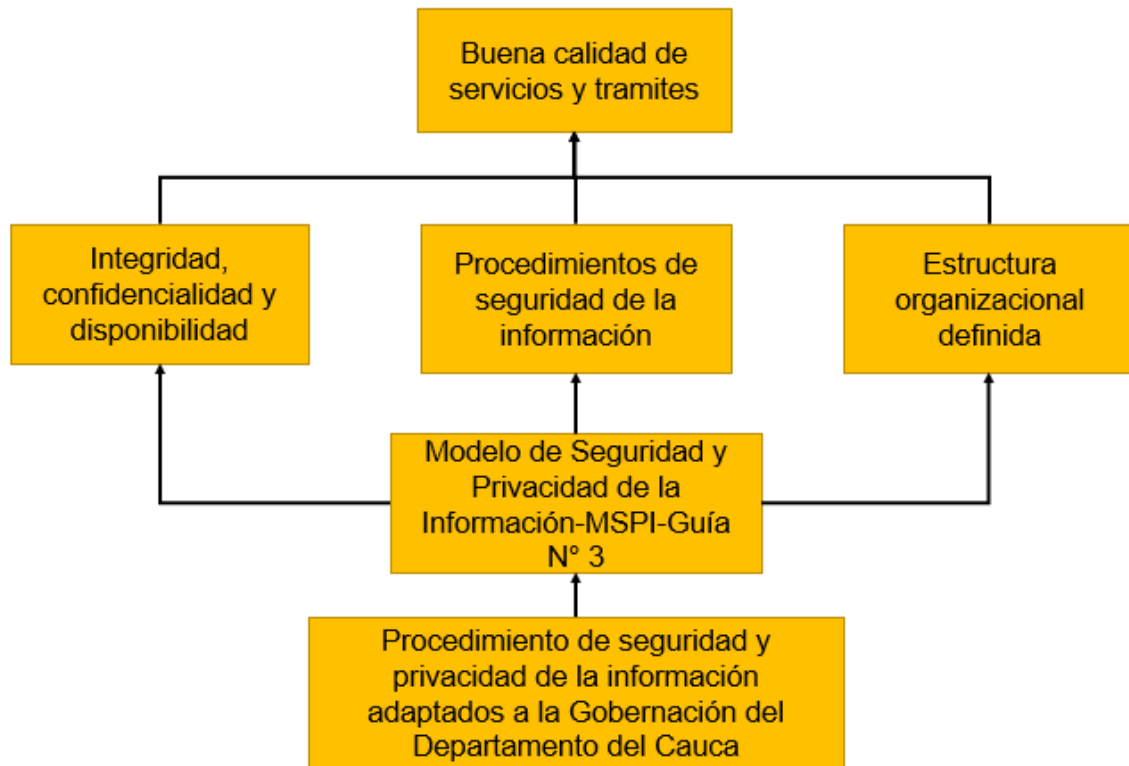 Buena calidad de
servicios y tramites
Integridad,
confidencialidad y
disponibilidad
Procedimientos de
seguridad de la
información
Estructura
organizacional
definida
Modelo de Seguridad y
Privacidad de la
Información-MSPI-Guía
N° 3
Procedimiento de seguridad y
privacidad de la información
adaptados a la Gobernación del
Departamento del Cauca